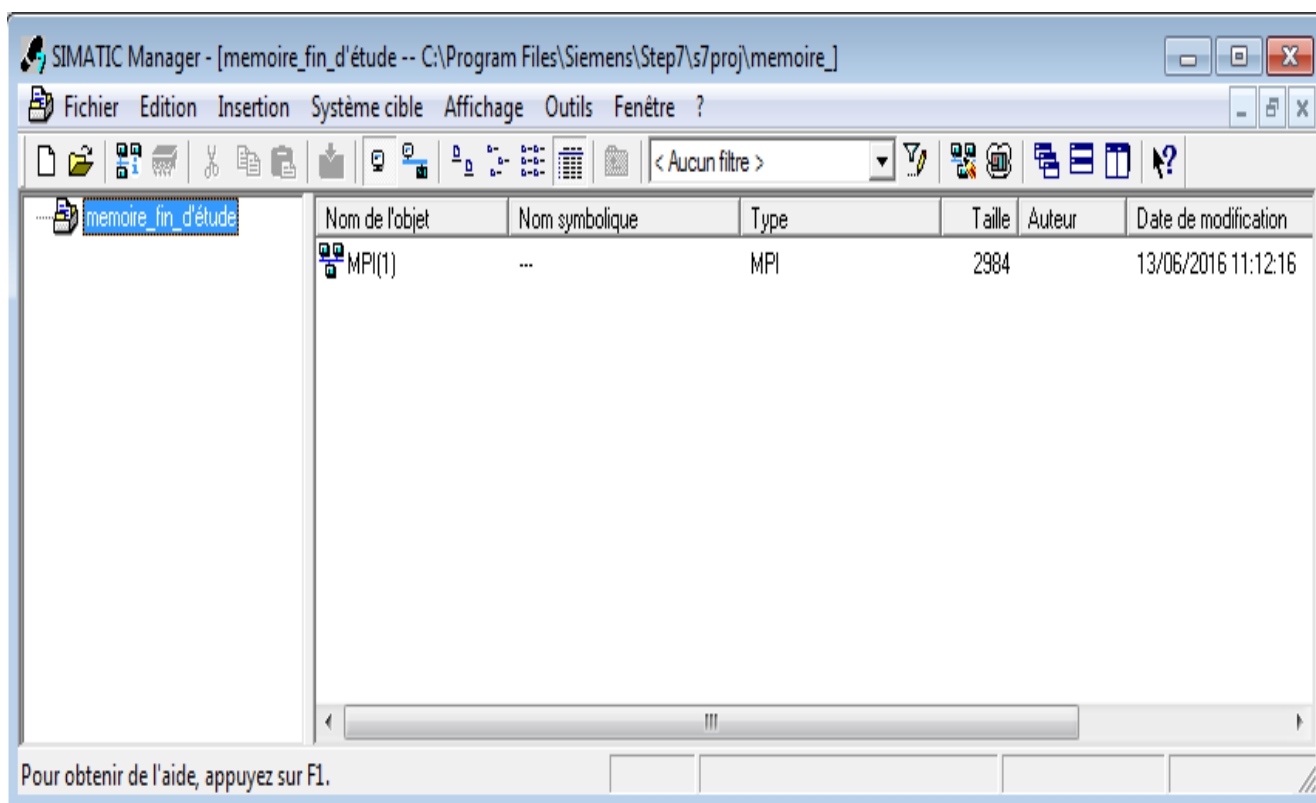 SIMATIC Manager - [memoire_fin_d'étude -- C:\Program Files\Siemens\Step7\s7proj\memoire_]
Fichier Edition Insertion Système cible Affichage Outils Fenêtre ?
< Aucun filtre >
memoire_fin_d'étude
Nom de l'objet Nom symbolique Type Taille Auteur Date de modification
MPI(1) --- MPI 2984 13/06/2016 11:12:16
Pour obtenir de l'aide, appuyez sur F1.